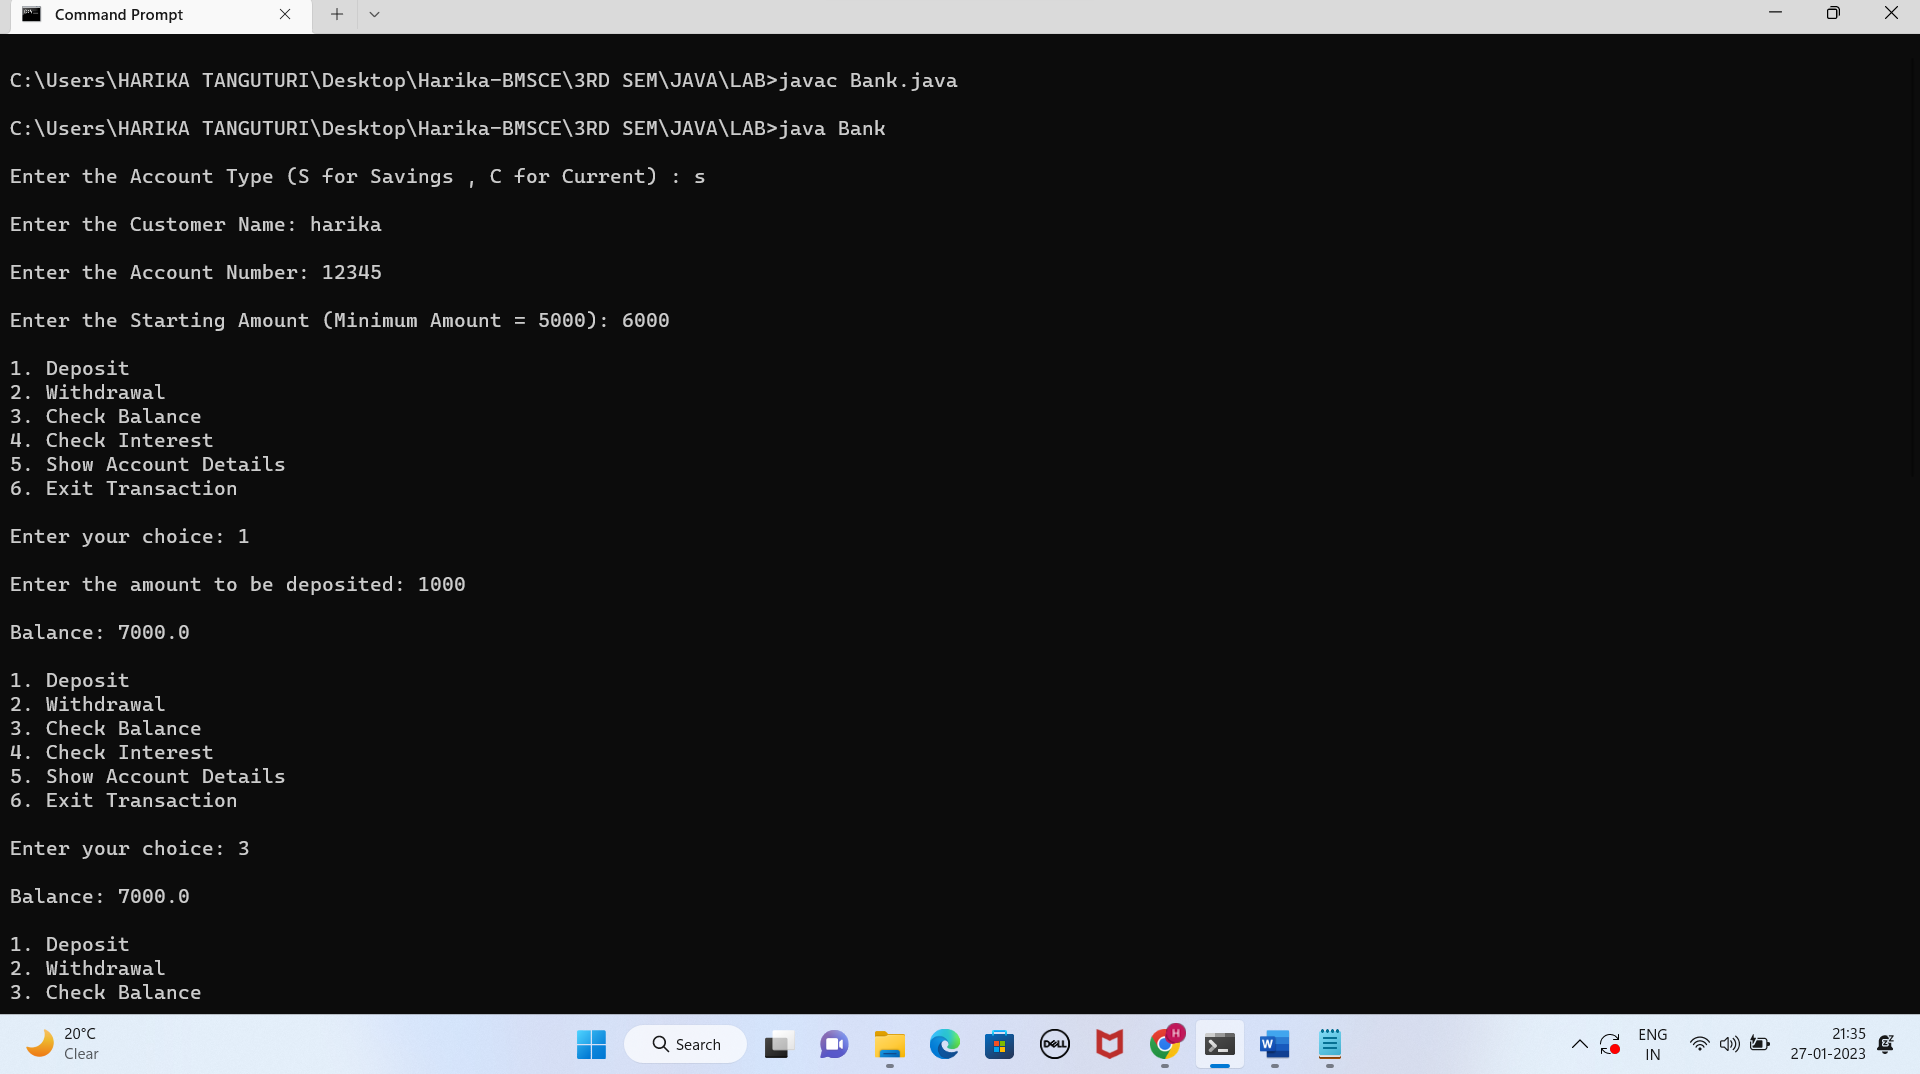 Command Prompt
C:\Users\HARIKA TANGUTURI\Desktop\Harika-BMSCE\3RD SEM\JAVA\LAB>javac Bank.java
C:\Users\HARIKA TANGUTURI\Desktop\Harika-BMSCE\3RD SEM\JAVA\LAB>java Bank
Enter the Account Type (S for Savings , C for Current) : s
Enter the Customer Name: harika
Enter the Account Number: 12345
Enter the Starting Amount (Minimum Amount = 5000): 6000
1. Deposit
2. Withdrawal
3. Check Balance
4. Check Interest
5. Show Account Details
6. Exit Transaction
Enter your choice: 1
Enter the amount to be deposited: 1000
Balance: 7000.0
1. Deposit
2. Withdrawal
3. Check Balance
4. Check Interest
5. Show Account Details
6. Exit Transaction
Enter your choice: 3
Balance: 7000.0
1. Deposit
2. Withdrawal
3. Check Balance
20°C
Clear
Search
DELL
H
W
ENG
IN
21:35
27-01-2023